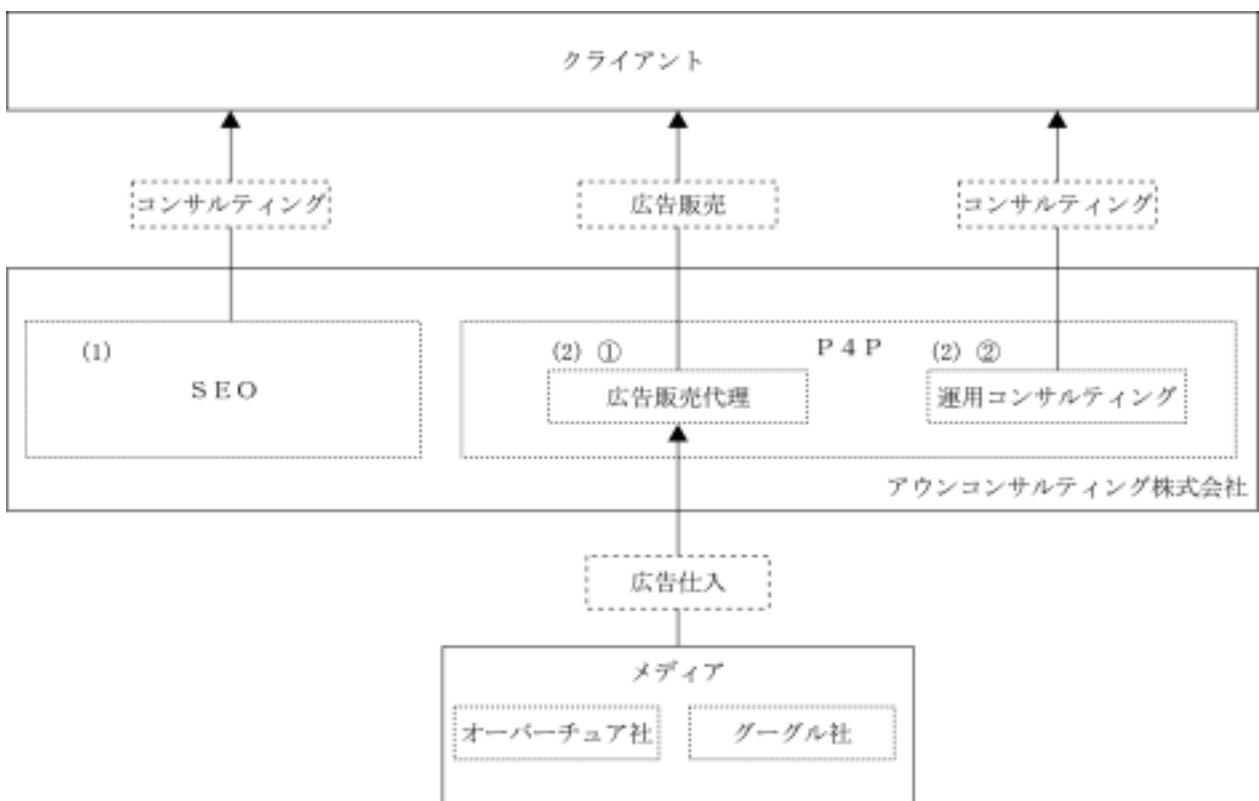 クライアント
コンサルティング
広告販売
コンサルティング
(1)
ＳＥＯ
(2) ①
Ｐ４Ｐ
(2) ②
広告販売代理
運用コンサルティング
アウンコンサルティング株式会社
広告仕入
メディア
オーバーチュア社
グーグル社